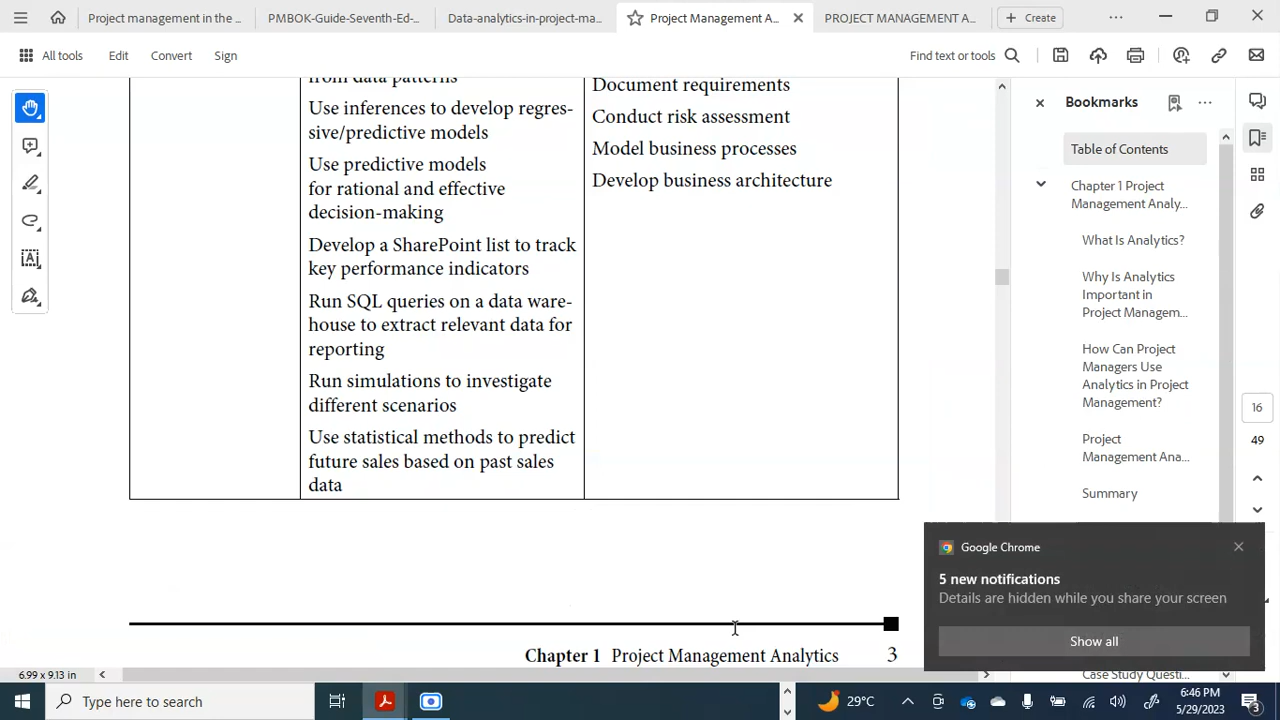 Project management in the ...
PMBOK-Guide-Seventh-Ed-...
Data-analytics-in-project-ma...
Project Management A...
PROJECT MANAGEMENT A...
Create
All tools
Edit
Convert
Sign
Find text or tools
from data patterns
Use inferences to develop regres-
sive/predictive models
Use predictive models
for rational and effective
decision-making
Develop a SharePoint list to track
key performance indicators
Run SQL queries on a data ware-
house to extract relevant data for
reporting
Run simulations to investigate
different scenarios
Use statistical methods to predict
future sales based on past sales
data
Document requirements
Conduct risk assessment
Model business processes
Develop business architecture
Chapter 1 Project Management Analytics 3
Bookmarks
Table of Contents
Chapter 1 Project
Management Analy...
What Is Analytics?
Why Is Analytics
Important in
Project Managem...
How Can Project
Managers Use
Analytics in Project
Management?
Project
Management Ana...
Summary
Case Study Questi...
16
49
Google Chrome
5 new notifications
Details are hidden while you share your screen
Show all
6.99 x 9.13 in
Type here to search
29°C
6:46 PM
5/29/2023
3